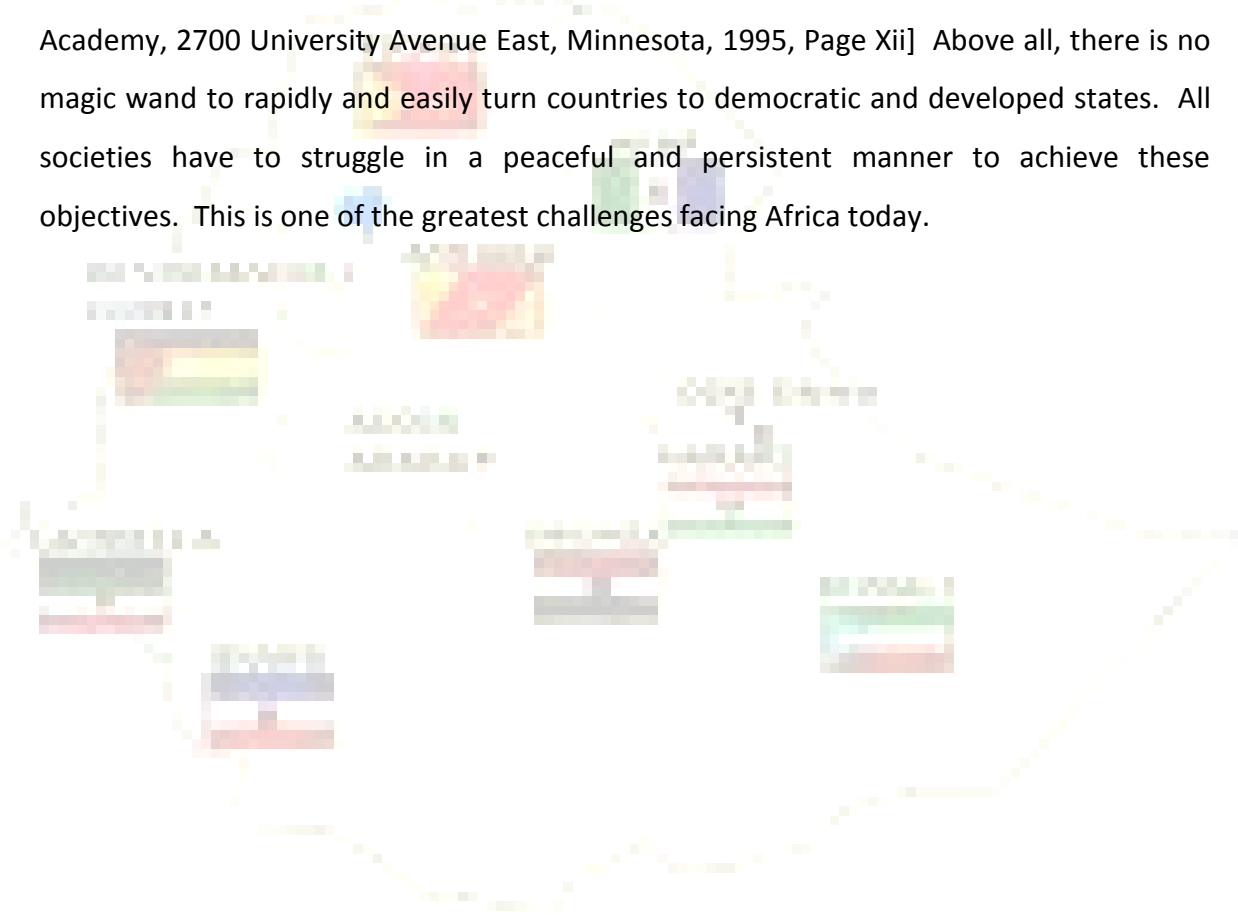 Academy, 2700 University Avenue East, Minnesota, 1995, Page Xii] Above all, there is no
magic wand to rapidly and easily turn countries to democratic and developed states. All
societies have to struggle in a peaceful and persistent manner to achieve these
objectives. This is one of the greatest challenges facing Africa today.